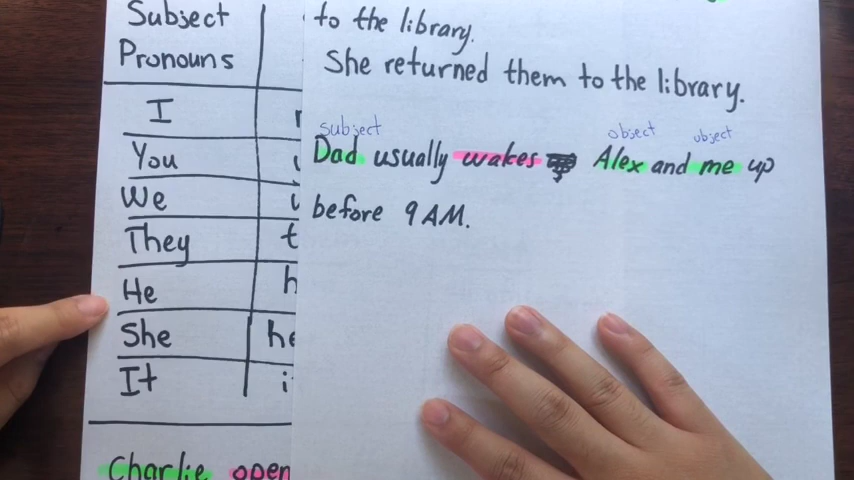 Subject
Pronouns
I
You
We
They
He
She
It
Charlie open
to the library.
She returned them to the library.
subject
object
object
Dad usually wakes Alex and me up
before 9 AM.